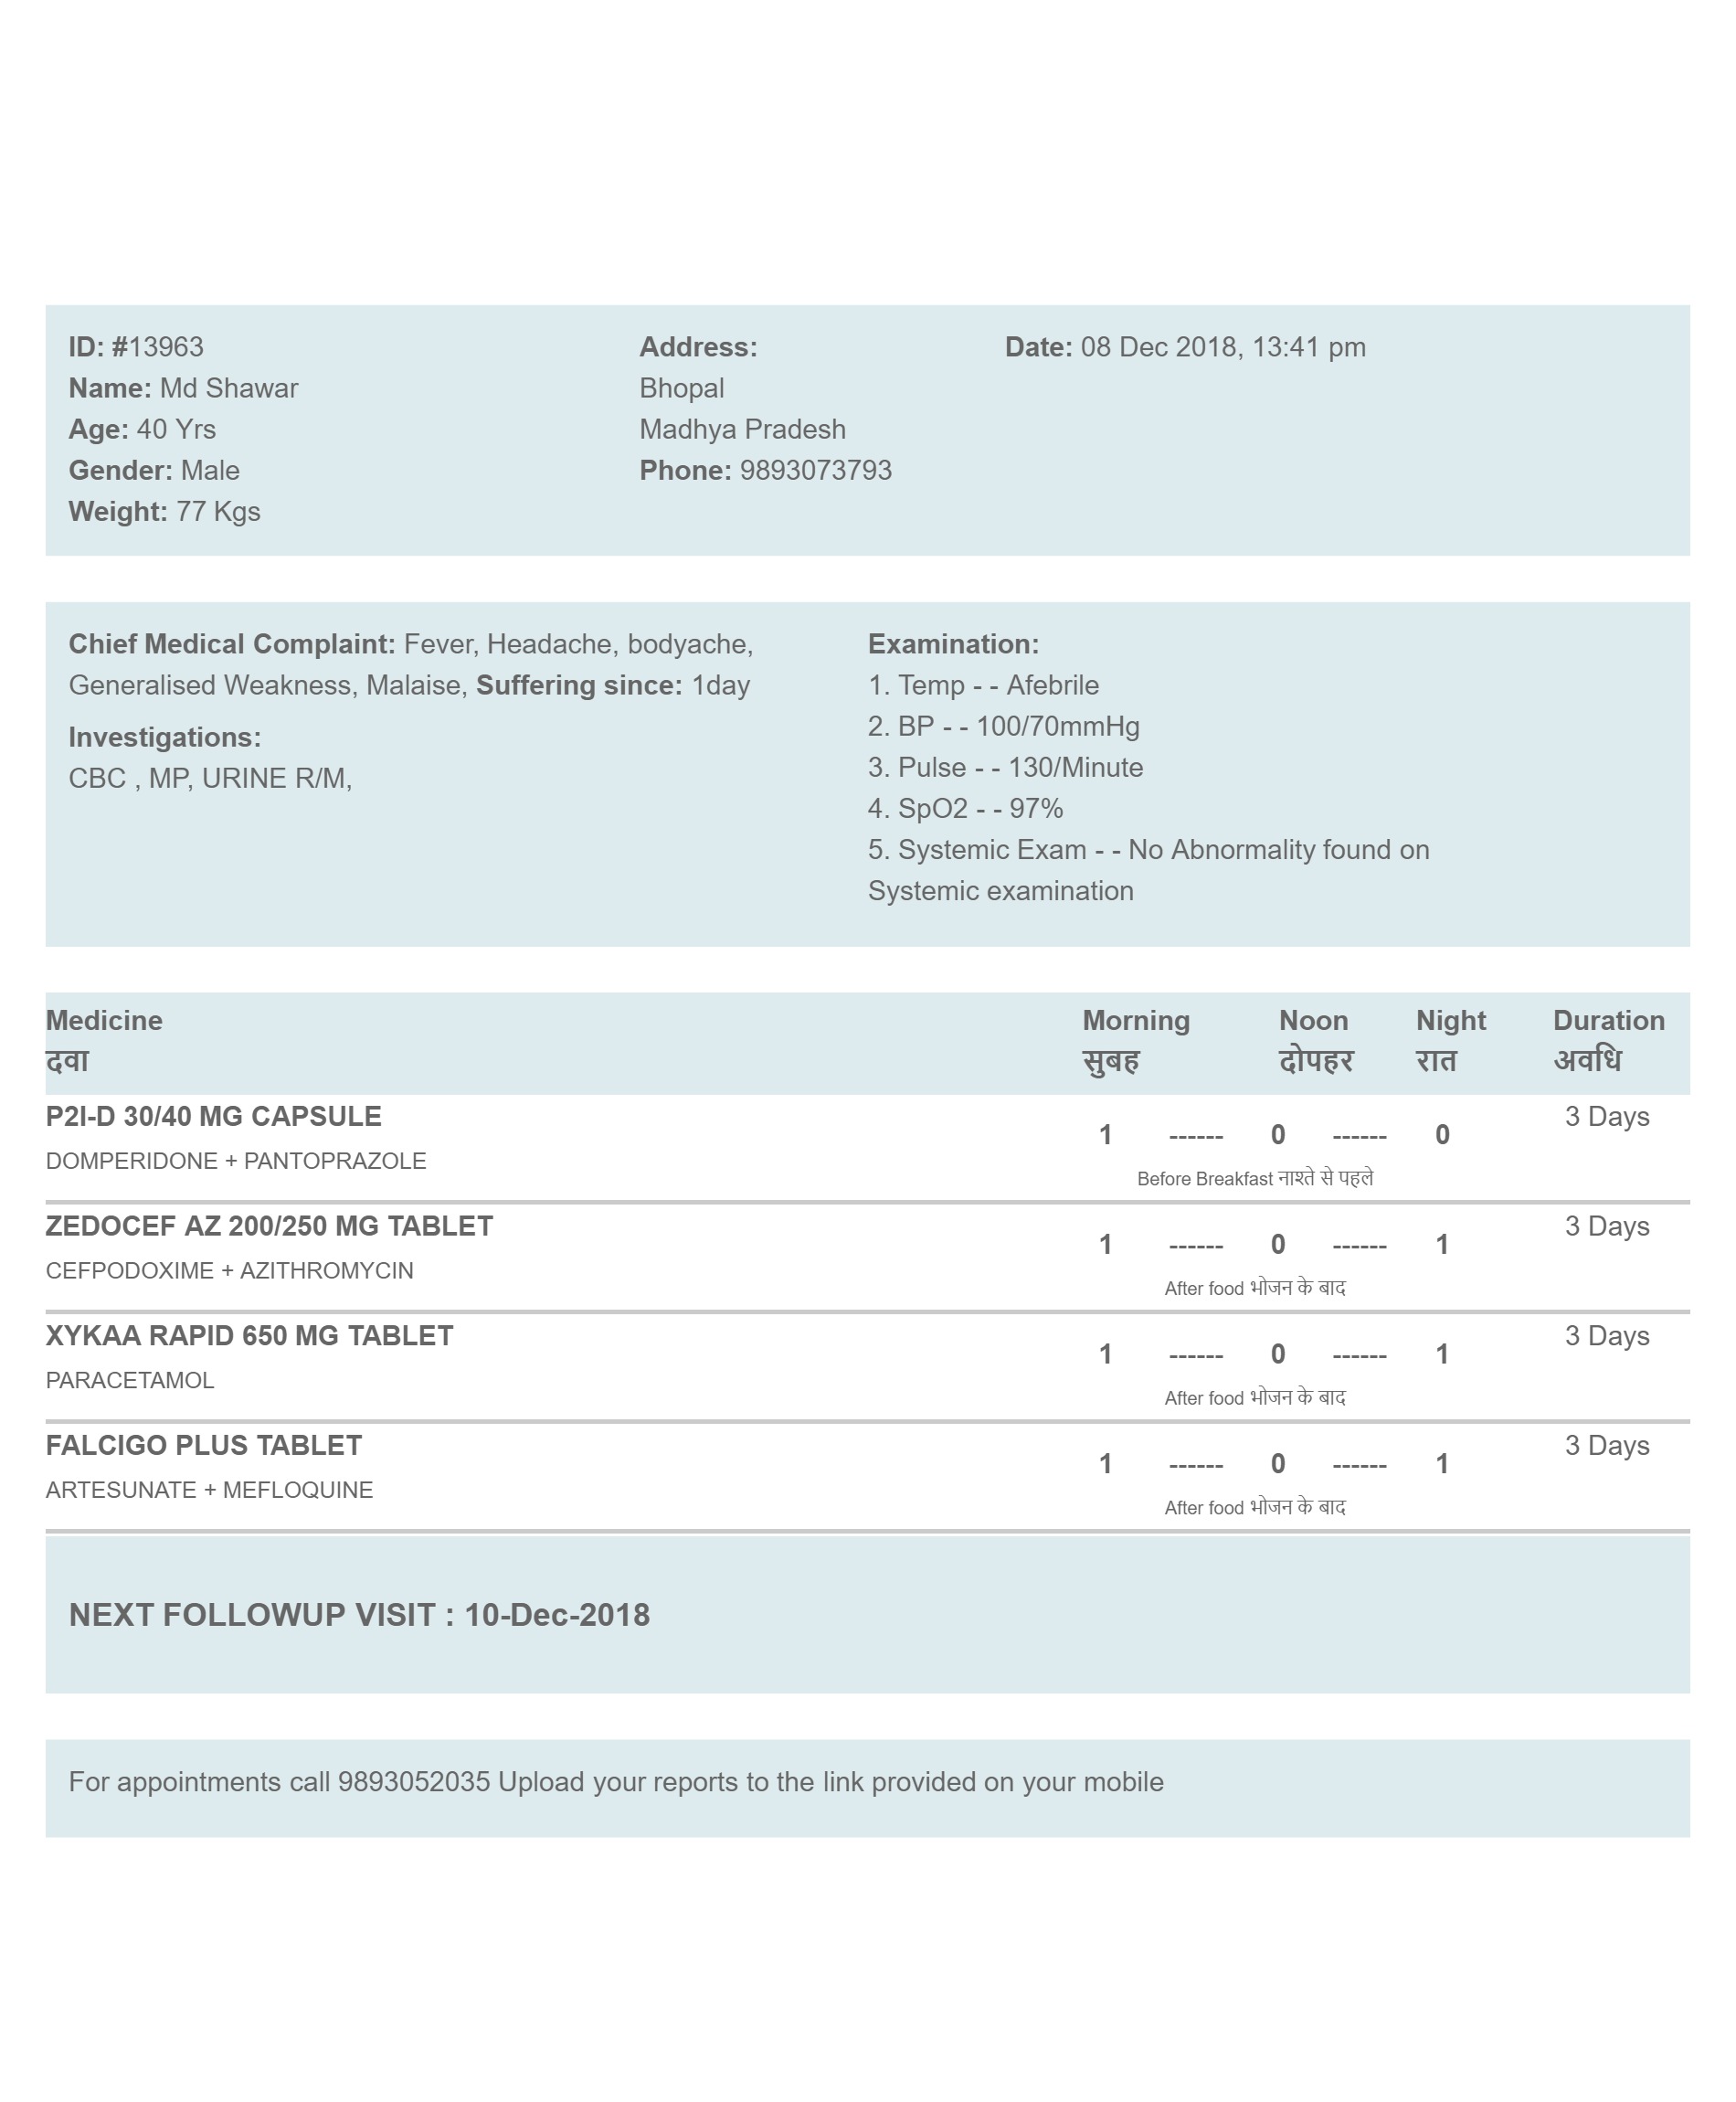 ID: #13963
Name: Md Shawar
Age: 40 Yrs
Gender: Male
Weight: 77 Kgs
Address:
Bhopal
Madhya Pradesh
Phone: 9893073793
Date: 08 Dec 2018, 13:41 pm
Chief Medical Complaint: Fever, Headache, bodyache,
Generalised Weakness, Malaise, Suffering since: 1day
Investigations:
CBC , MP, URINE R/M,
Examination:
1. Temp - - Afebrile
2. BP - - 100/70mmHg
3. Pulse - - 130/Minute
4. SpO2 - - 97%
5. Systemic Exam - - No Abnormality found on
Systemic examination
Medicine Morning Noon Night Duration
दवा सुबह दोपहर रात अवधि
P2I-D 30/40 MG CAPSULE 3 Days
1 ------ 0 ------ 0
DOMPERIDONE + PANTOPRAZOLE
Before Breakfast नाश्ते से पहले
ZEDOCEF AZ 200/250 MG TABLET 3 Days
1 ------ 0 ------ 1
CEFPODOXIME + AZITHROMYCIN
After food भोजन के बाद
XYKAA RAPID 650 MG TABLET 3 Days
1 ------ 0 ------ 1
PARACETAMOL
After food भोजन के बाद
FALCIGO PLUS TABLET 3 Days
1 ------ 0 ------ 1
ARTESUNATE + MEFLOQUINE
After food भोजन के बाद
NEXT FOLLOWUP VISIT : 10-Dec-2018
For appointments call 9893052035 Upload your reports to the link provided on your mobile